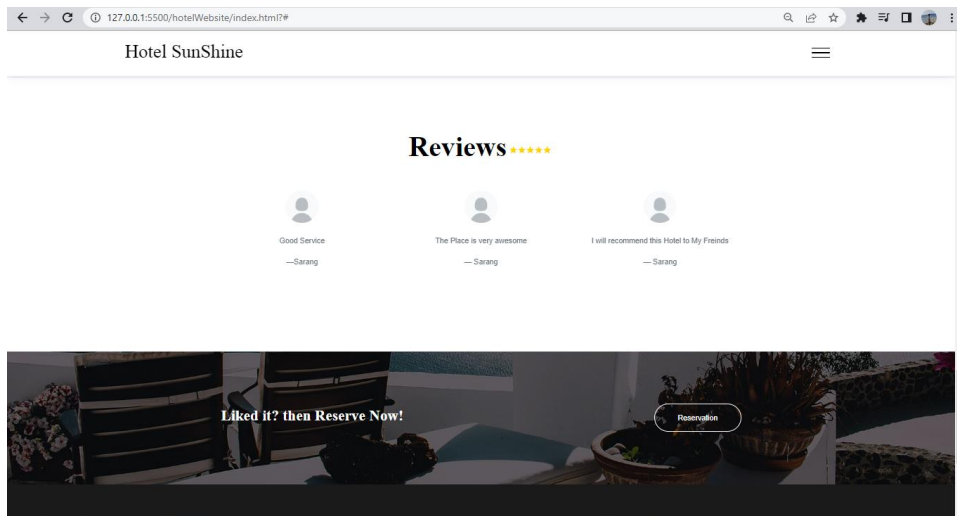 127.0.0.1:5500/hotelWebsite/index.html?#
Hotel SunShine
Reviews
Good Service
The Place is very awesome
I will recommend this Hotel to My Freinds
—Sarang
— Sarang
— Sarang
Liked it? then Reserve Now!
Reservation